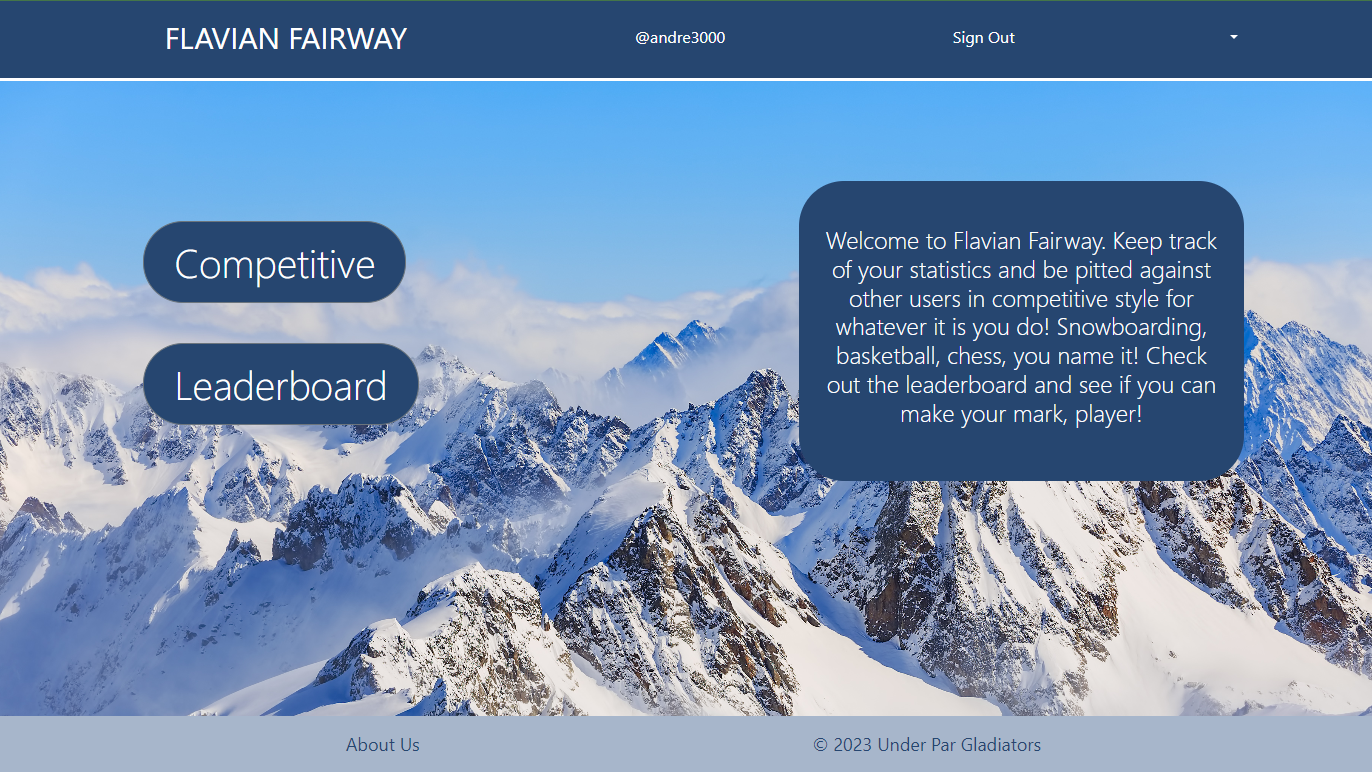 FLAVIAN FAIRWAY
@andre3000
Sign Out
Competitive
Leaderboard
Welcome to Flavian Fairway. Keep track
of your statistics and be pitted against
other users in competitive style for
whatever it is you do! Snowboarding,
basketball, chess, you name it! Check
out the leaderboard and see if you can
make your mark, player!
About Us
© 2023 Under Par Gladiators